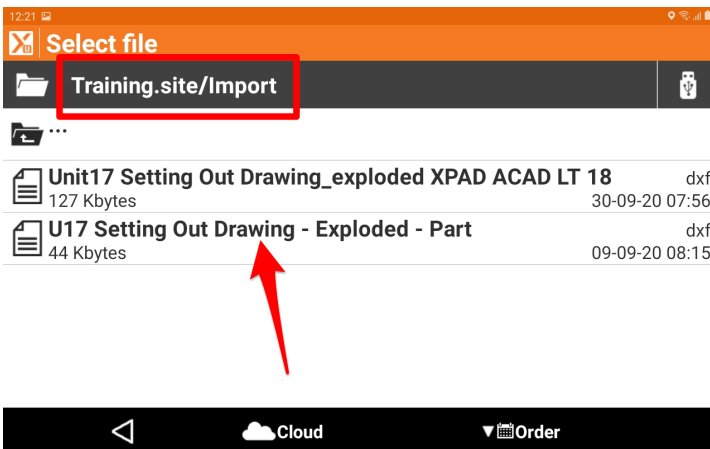 12:21
Xu Select file
Training.site/Import
...
Unit17 Setting Out Drawing_exploded XPAD ACAD LT 18 dxf
127 Kbytes 30-09-20 07:56
U17 Setting Out Drawing - Exploded - Part dxf
44 Kbytes 09-09-20 08:15
Cloud Order